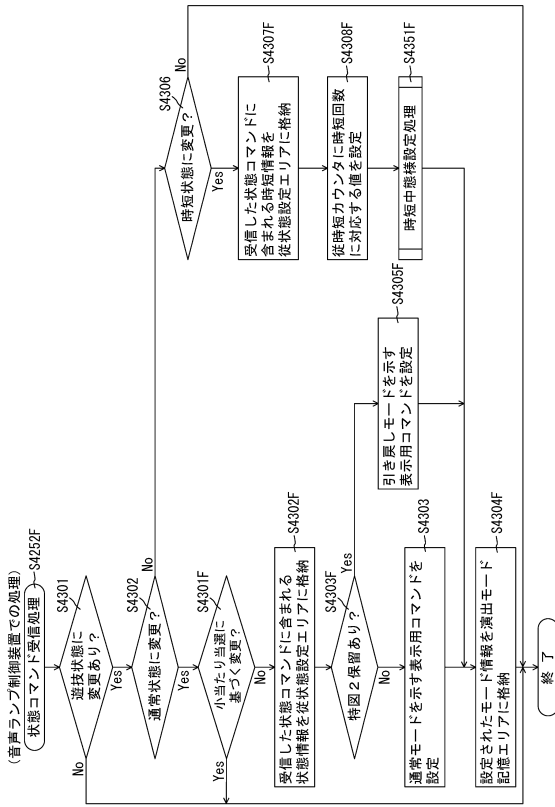 (音声ランプ制御装置での処理)
状態コマンド受信処理
S4252F
遊技状態に
変更あり?
S4301
No
Yes
通常状態に変更?
S4302
No
Yes
小当たり当選に
基づく変更?
S4301F
Yes
No
受信した状態コマンドに含まれる
状態情報を従状態設定エリアに格納
S4302F
特図2保留あり?
S4303F
Yes
No
通常モードを示す表示用コマンドを
設定
S4303
設定されたモード情報を演出モード
記憶エリアに格納
S4304F
終了
引き戻しモードを示す
表示用コマンドを設定
S4305F
時短状態に変更?
S4306
No
Yes
受信した状態コマンドに
含まれる時短情報を
従状態設定エリアに格納
S4307F
従時短カウンタに時短回数
に対応する値を設定
S4308F
時短中態様設定処理
S4351F